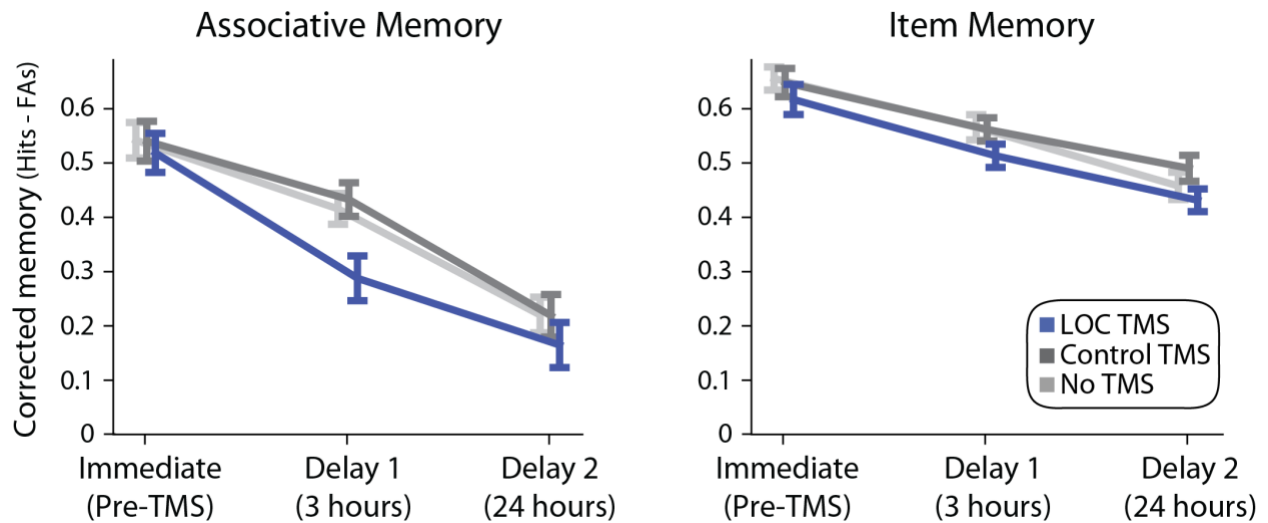 Associative Memory
Corrected memory (Hits - FAs)
0.6
0.5
0.4
0.3
0.2
0.1
0
Immediate
(Pre-TMS)
Delay 1
(3 hours)
Delay 2
(24 hours)
Item Memory
0.6
0.5
0.4
0.3
0.2
0.1
0
LOC TMS
Control TMS
No TMS
Immediate
(Pre-TMS)
Delay 1
(3 hours)
Delay 2
(24 hours)